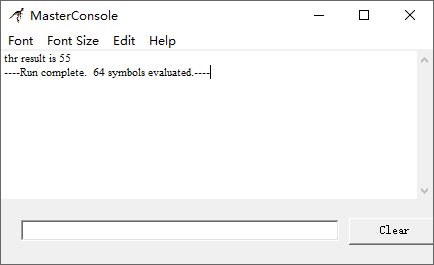 MasterConsole
Font Font Size Edit Help
thr result is 55
----Run complete.  64 symbols evaluated.----
Clear